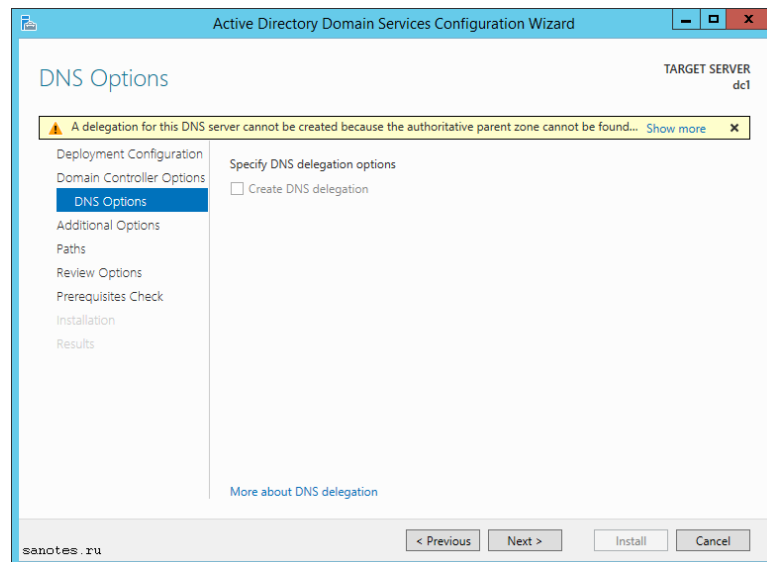 Active Directory Domain Services Configuration Wizard
DNS Options
TARGET SERVER
dc1
A delegation for this DNS server cannot be created because the authoritative parent zone cannot be found... Show more
Deployment Configuration
Domain Controller Options
DNS Options
Additional Options
Paths
Review Options
Prerequisites Check
Installation
Results
Specify DNS delegation options
Create DNS delegation
More about DNS delegation
< Previous Next > Install Cancel
sanotes.ru